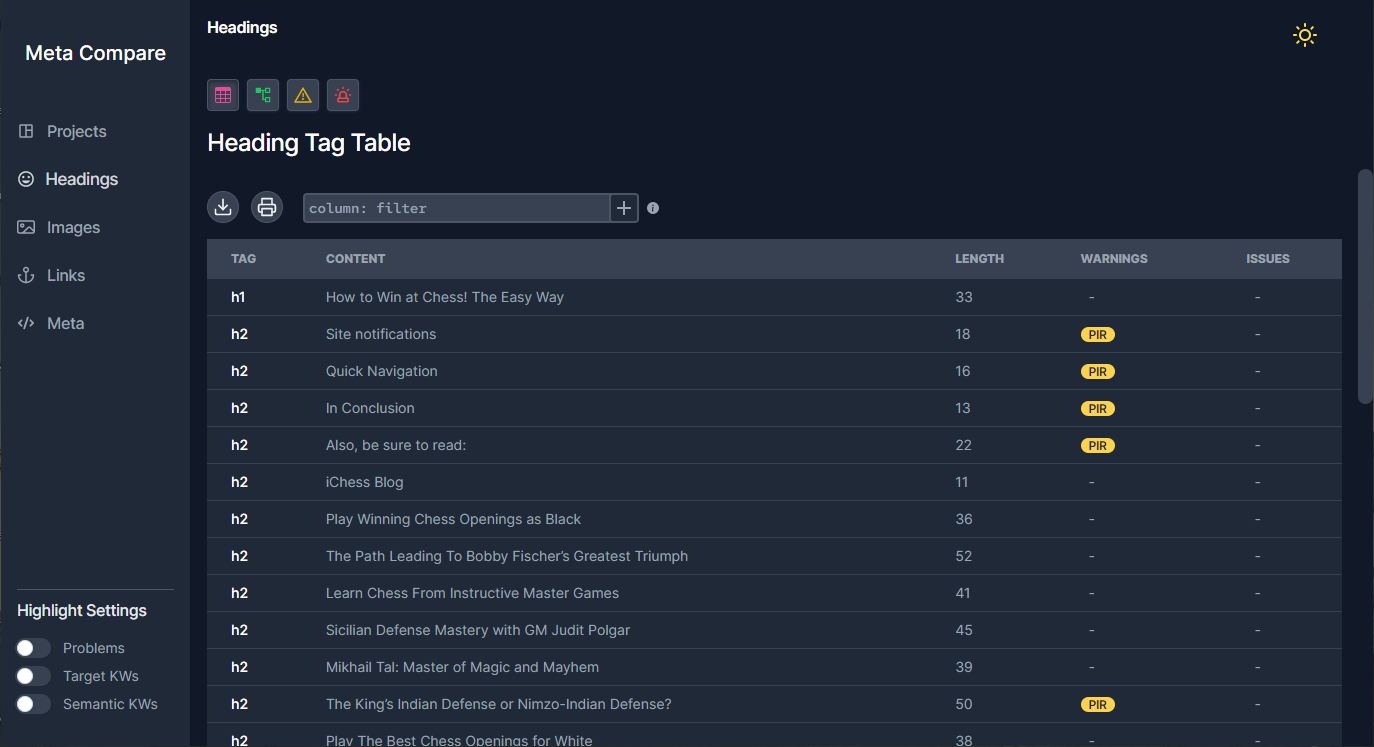 Meta Compare
Projects
Headings
Images
Links
Meta
Highlight Settings
Problems
Target KWs
Semantic KWs
Headings
Heading Tag Table
column: filter
TAG CONTENT LENGTH WARNINGS ISSUES
h1 How to Win at Chess! The Easy Way 33 - -
h2 Site notifications 18 PIR -
h2 Quick Navigation 16 PIR -
h2 In Conclusion 13 PIR -
h2 Also, be sure to read: 22 PIR -
h2 iChess Blog 11 - -
h2 Play Winning Chess Openings as Black 36 - -
h2 The Path Leading To Bobby Fischer’s Greatest Triumph 52 - -
h2 Learn Chess From Instructive Master Games 41 - -
h2 Sicilian Defense Mastery with GM Judit Polgar 45 - -
h2 Mikhail Tal: Master of Magic and Mayhem 39 - -
h2 The King’s Indian Defense or Nimzo-Indian Defense? 50 PIR -
h2 Play The Best Chess Openings for White 38 - -